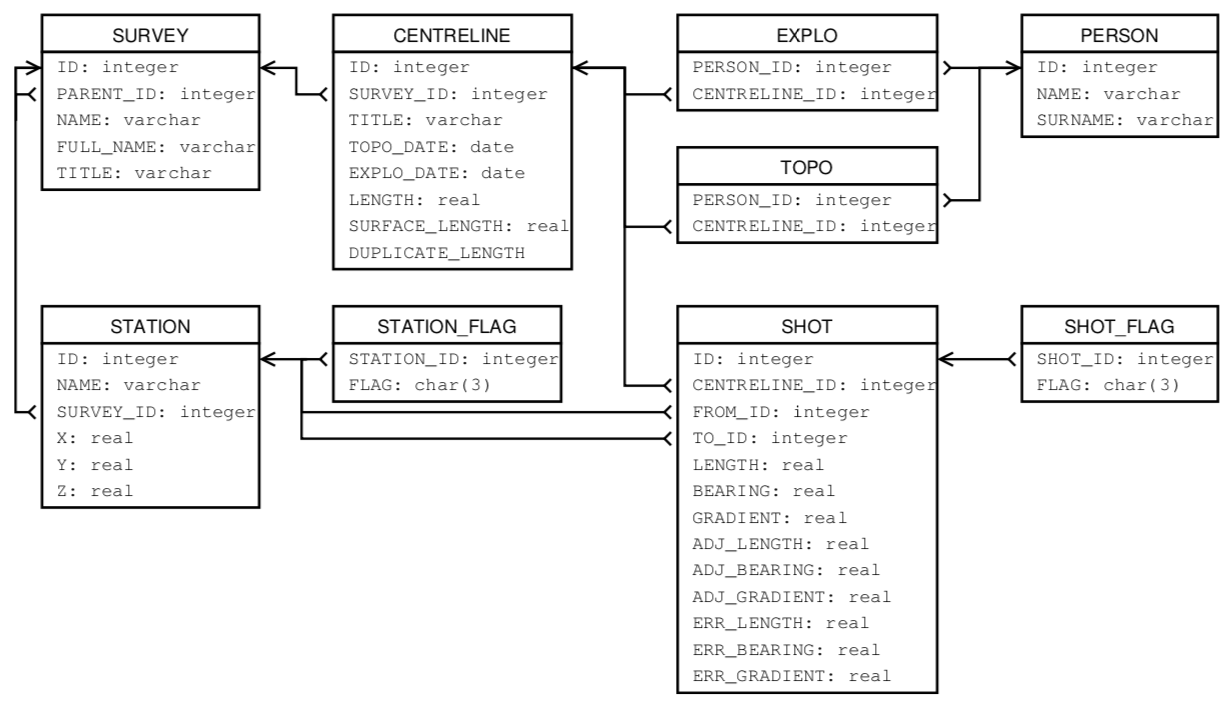 SURVEY
ID: integer
PARENT_ID: integer
NAME: varchar
FULL_NAME: varchar
TITLE: varchar
CENTRELINE
ID: integer
SURVEY_ID: integer
TITLE: varchar
TOPO_DATE: date
EXPLO_DATE: date
LENGTH: real
SURFACE_LENGTH: real
DUPLICATE_LENGTH
EXPLO
PERSON_ID: integer
CENTRELINE_ID: integer
PERSON
ID: integer
NAME: varchar
SURNAME: varchar
TOPO
PERSON_ID: integer
CENTRELINE_ID: integer
STATION
ID: integer
NAME: varchar
SURVEY_ID: integer
X: real
Y: real
Z: real
STATION_FLAG
STATION_ID: integer
FLAG: char(3)
SHOT
ID: integer
CENTRELINE_ID: integer
FROM_ID: integer
TO_ID: integer
LENGTH: real
BEARING: real
GRADIENT: real
ADJ_LENGTH: real
ADJ_BEARING: real
ADJ_GRADIENT: real
ERR_LENGTH: real
ERR_BEARING: real
ERR_GRADIENT: real
SHOT_FLAG
SHOT_ID: integer
FLAG: char(3)